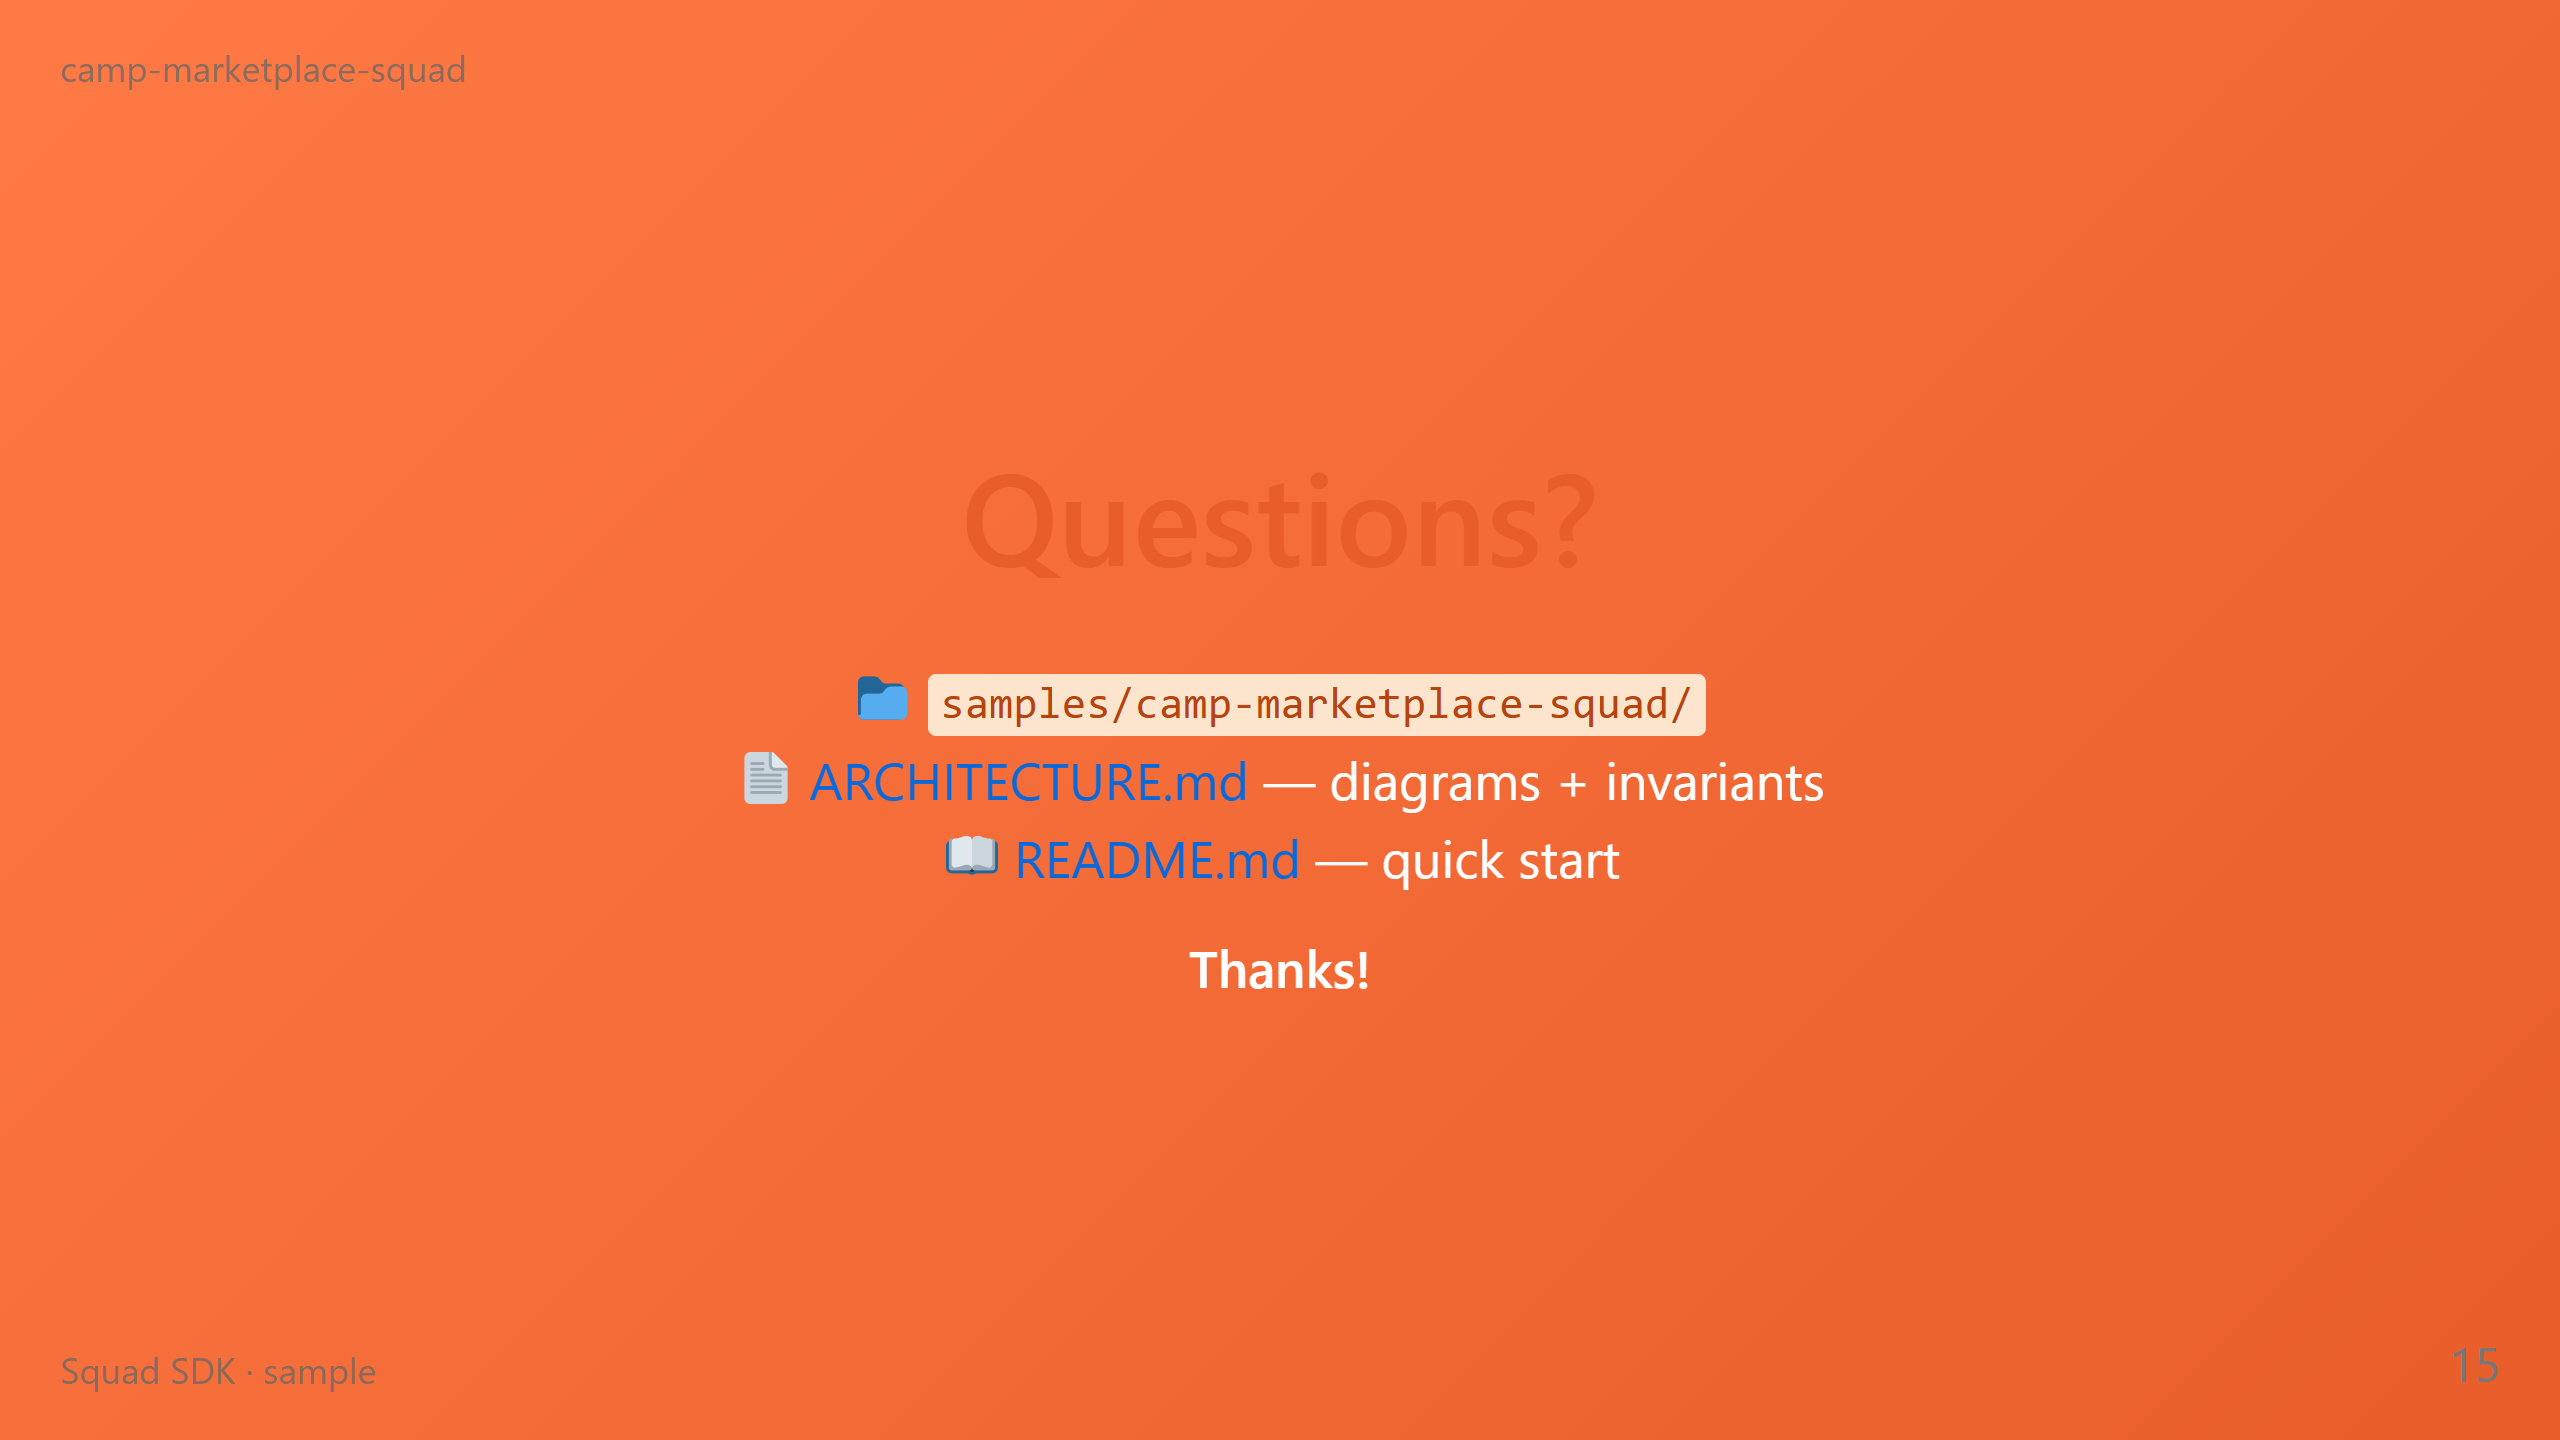 camp-marketplace-squad
Questions?
samples/camp-marketplace-squad/
ARCHITECTURE.md — diagrams + invariants
README.md — quick start
Thanks!
Squad SDK · sample
15